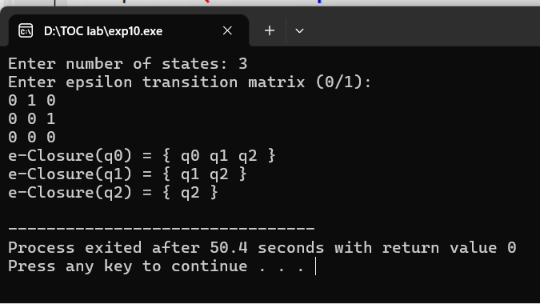 D:\TOC lab\exp10.exe
Enter number of states: 3
Enter epsilon transition matrix (0/1):
0 1 0
0 0 1
0 0 0
e-Closure(q0) = { q0 q1 q2 }
e-Closure(q1) = { q1 q2 }
e-Closure(q2) = { q2 }
--------------------------------
Process exited after 50.4 seconds with return value 0
Press any key to continue . . .